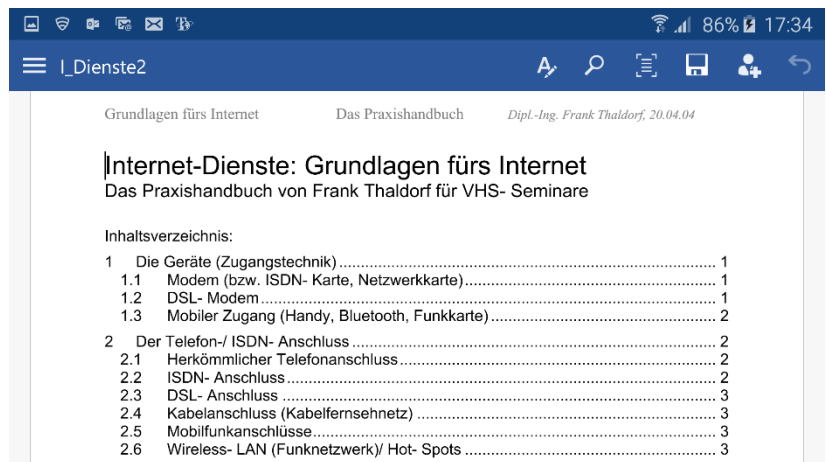 86% 17:34
I_Dienste2
Grundlagen fürs Internet Das Praxishandbuch Dipl.-Ing. Frank Thaldorf, 20.04.04
Internet-Dienste: Grundlagen fürs Internet
Das Praxishandbuch von Frank Thaldorf für VHS- Seminare
Inhaltsverzeichnis:
1 Die Geräte (Zugangstechnik) 1
1.1 Modem (bzw. ISDN- Karte, Netzwerkkarte) 1
1.2 DSL- Modem 1
1.3 Mobiler Zugang (Handy, Bluetooth, Funkkarte) 2
2 Der Telefon-/ ISDN- Anschluss 2
2.1 Herkömmlicher Telefonanschluss 2
2.2 ISDN- Anschluss 2
2.3 DSL- Anschluss 3
2.4 Kabelanschluss (Kabelfernsehnetz) 3
2.5 Mobilfunkanschlüsse 3
2.6 Wireless- LAN (Funknetzwerk)/ Hot- Spots 3